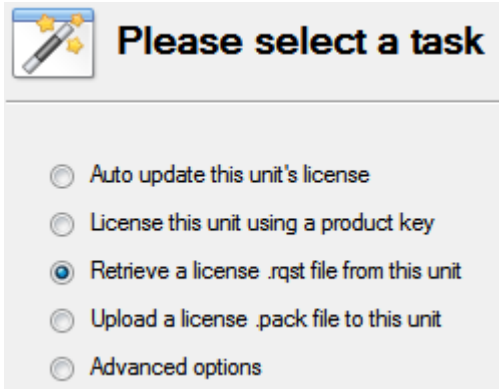 Please select a task
Auto update this unit's license
License this unit using a product key
Retrieve a license .rqst file from this unit
Upload a license .pack file to this unit
Advanced options